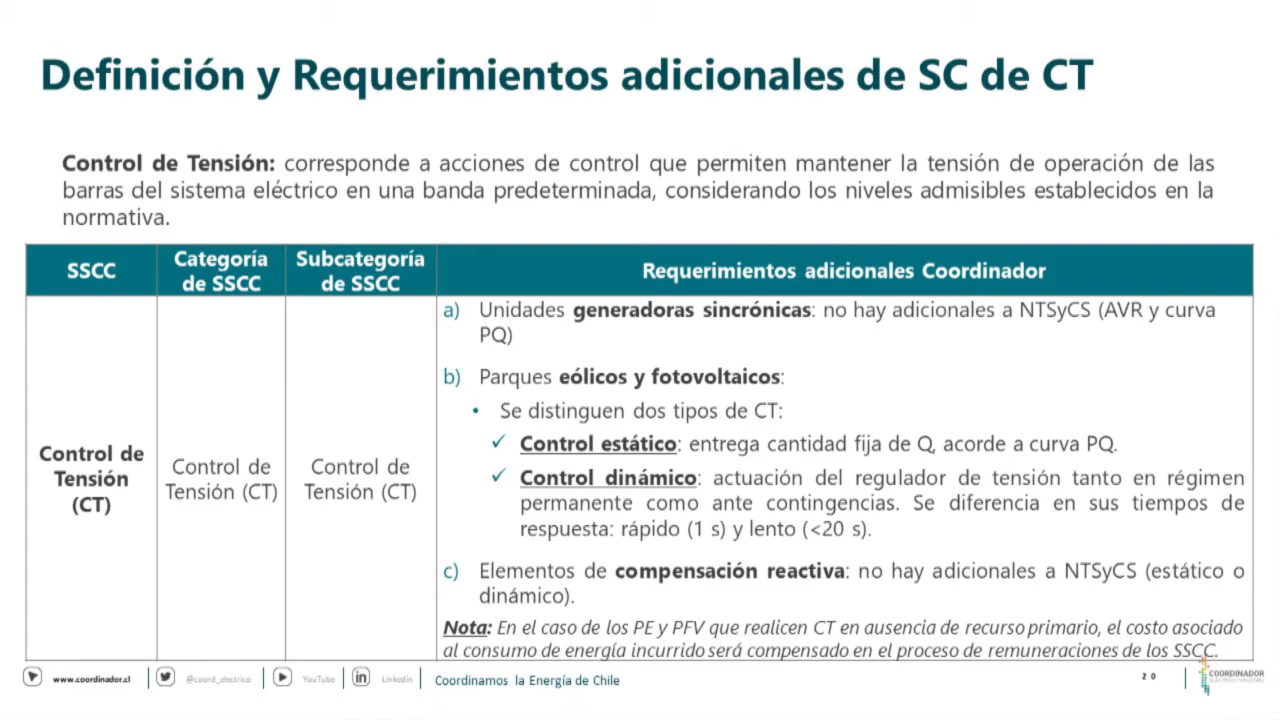 Definición y Requerimientos adicionales de SC de CT
Control de Tensión: corresponde a acciones de control que permiten mantener la tensión de operación de las
barras del sistema eléctrico en una banda predeterminada, considerando los niveles admisibles establecidos en la
normativa.
SSCC
Categoría
de SSCC
Subcategoría
de SSCC
Requerimientos adicionales Coordinador
Control de
Tensión
(CT)
Control de
Tensión (CT)
Control de
Tensión (CT)
a) Unidades generadoras sincrónicas: no hay adicionales a NTSyCS (AVR y curva
PQ)
b) Parques eólicos y fotovoltaicos:
• Se distinguen dos tipos de CT:
✓ Control estático: entrega cantidad fija de Q, acorde a curva PQ.
✓ Control dinámico: actuación del regulador de tensión tanto en régimen
permanente como ante contingencias. Se diferencia en sus tiempos de
respuesta: rápido (1 s) y lento (<20 s).
c) Elementos de compensación reactiva: no hay adicionales a NTSyCS (estático o
dinámico).
Nota: En el caso de los PE y PFV que realicen CT en ausencia de recurso primario, el costo asociado
al consumo de energía incurrido será compensado en el proceso de remuneraciones de los SSCC.
www.coordinador.cl
@coord_electrico
YouTube
Linkedin
Coordinamos la Energía de Chile
20
COORDINADOR
ELÉCTRICO NACIONAL